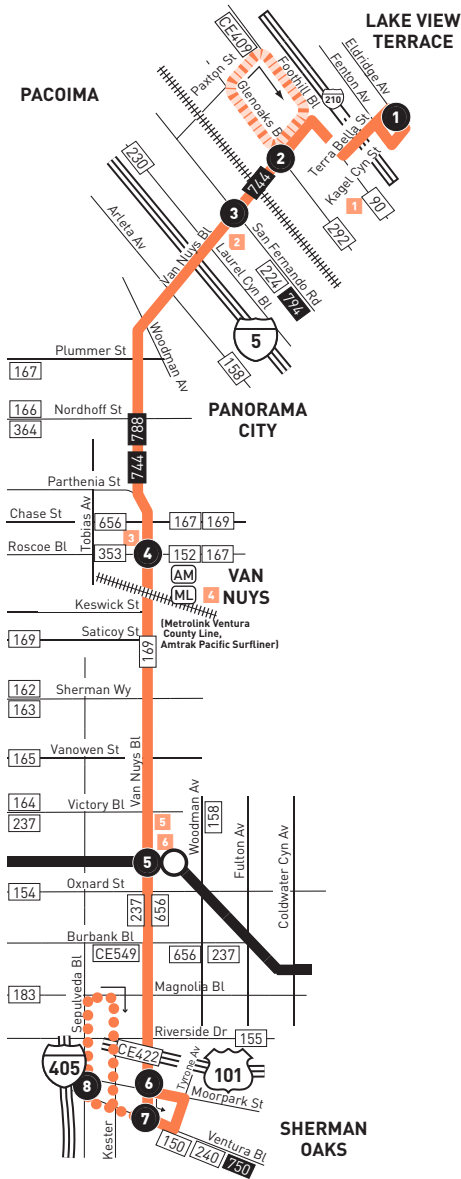 LAKE VIEW
TERRACE
CE409
Paxton St
Foothill Bl
Eldridge Av
Fenton Av
210
PACOIMA
Glenoaks B
1
Terra Bella St
2
Kagel Cyn St
744
230
1
90
3
292
2
Arleta Av
Van Nuys Bl
San Fernando Rd
Laurel Cyn Bl
224
794
5
Woodman Av
Plummer St
158
167
166
Nordhoff St
364
788
PANORAMA
CITY
744
Parthenia St
Tobias Av
Chase St
656
167
169
3
Roscoe Bl
353
4
152
167
AM
ML
4
VAN
NUYS
Keswick St
(Metrolink Ventura
County Line,
Amtrak Pacific Surfliner)
169
Saticoy St
169
162
Sherman Wy
163
165
Vanowen St
Van Nuys Bl
164
Victory Bl
237
5
6
Woodman Av
158
Fulton Av
Coldwater Cyn Av
5
154
Oxnard St
237
656
Burbank Bl
CE549
656
237
183
Sepulveda Bl
Magnolia Bl
Riverside Dr
155
CE422
405
101
Tyrone Av
8
6
Moorpark St
7
Kester
SHERMAN
OAKS
Ventura Bl
150
240
750